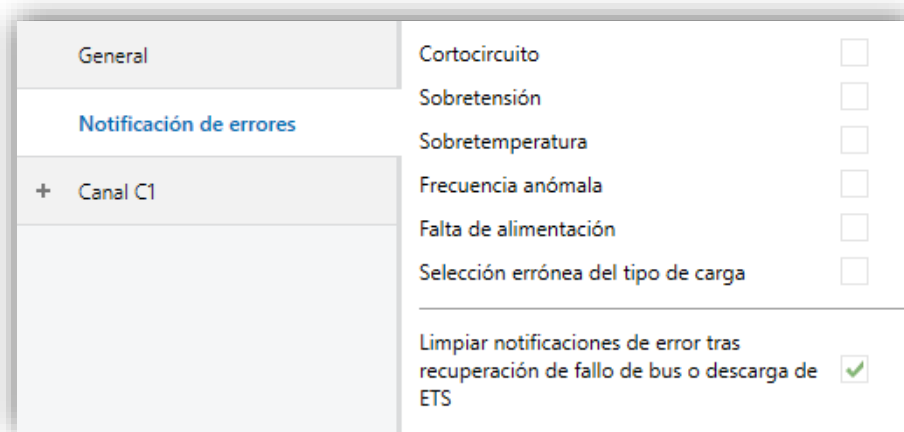 General
Notificación de errores
+ Canal C1
Cortocircuito
Sobretensión
Sobretemperatura
Frecuencia anómala
Falta de alimentación
Selección errónea del tipo de carga
Limpiar notificaciones de error tras
recuperación de fallo de bus o descarga de
ETS